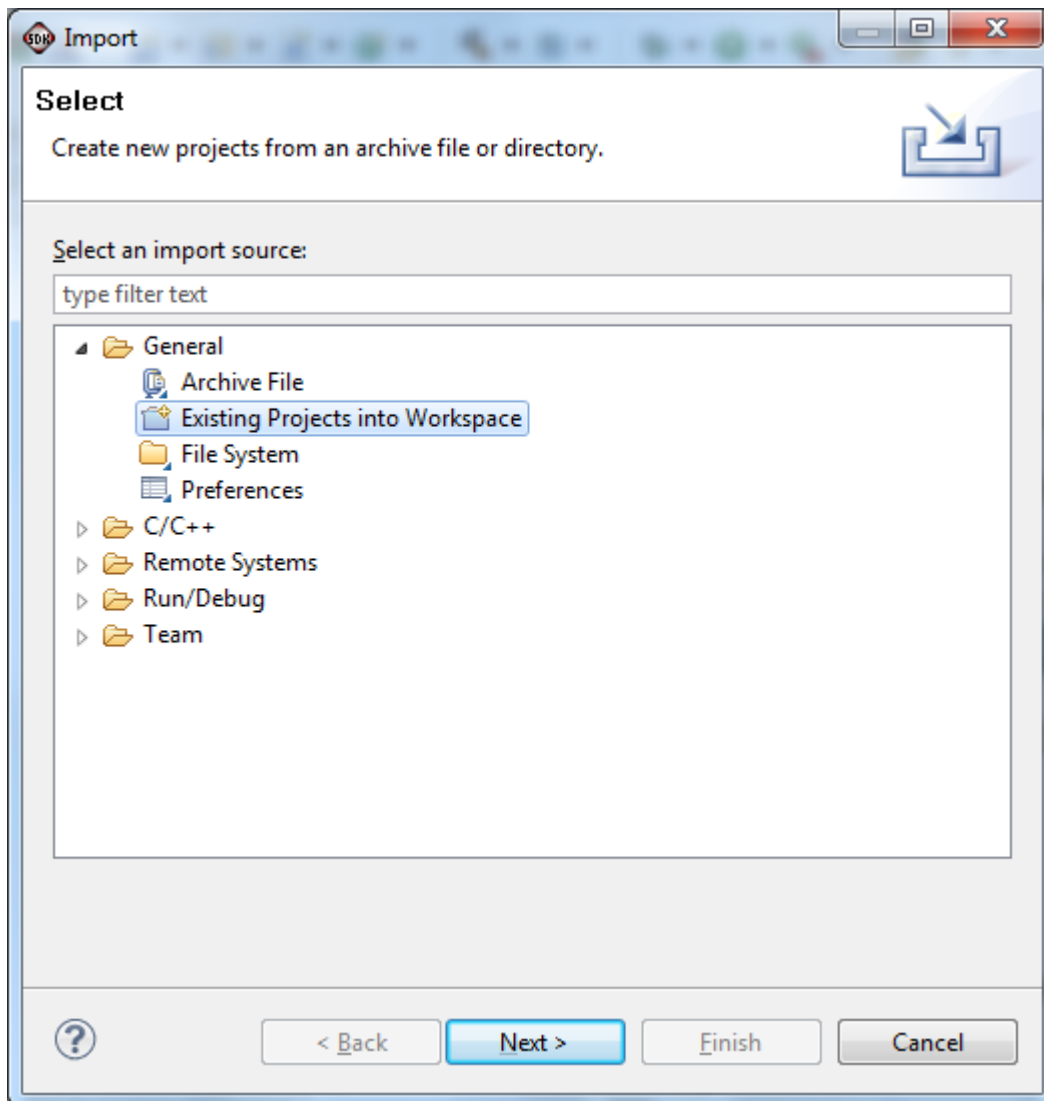 SDK Import
Select
Create new projects from an archive file or directory.
Select an import source:
type filter text
General
Archive File
Existing Projects into Workspace
File System
Preferences
C/C++
Remote Systems
Run/Debug
Team
? < Back Next > Finish Cancel